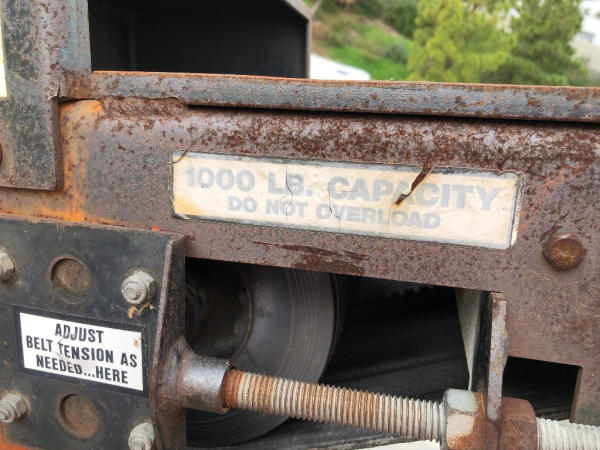 1000 LB. CAPACITY
DO NOT OVERLOAD
ADJUST
BELT TENSION AS
NEEDED...HERE